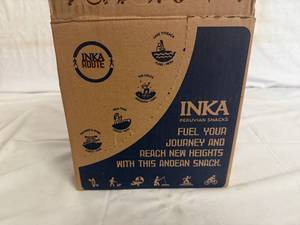 INKA
ROUTE
INKA
PERUVIAN SNACKS
FUEL YOUR
JOURNEY AND
REACH NEW HEIGHTS
WITH THIS ANDEAN SNACK.